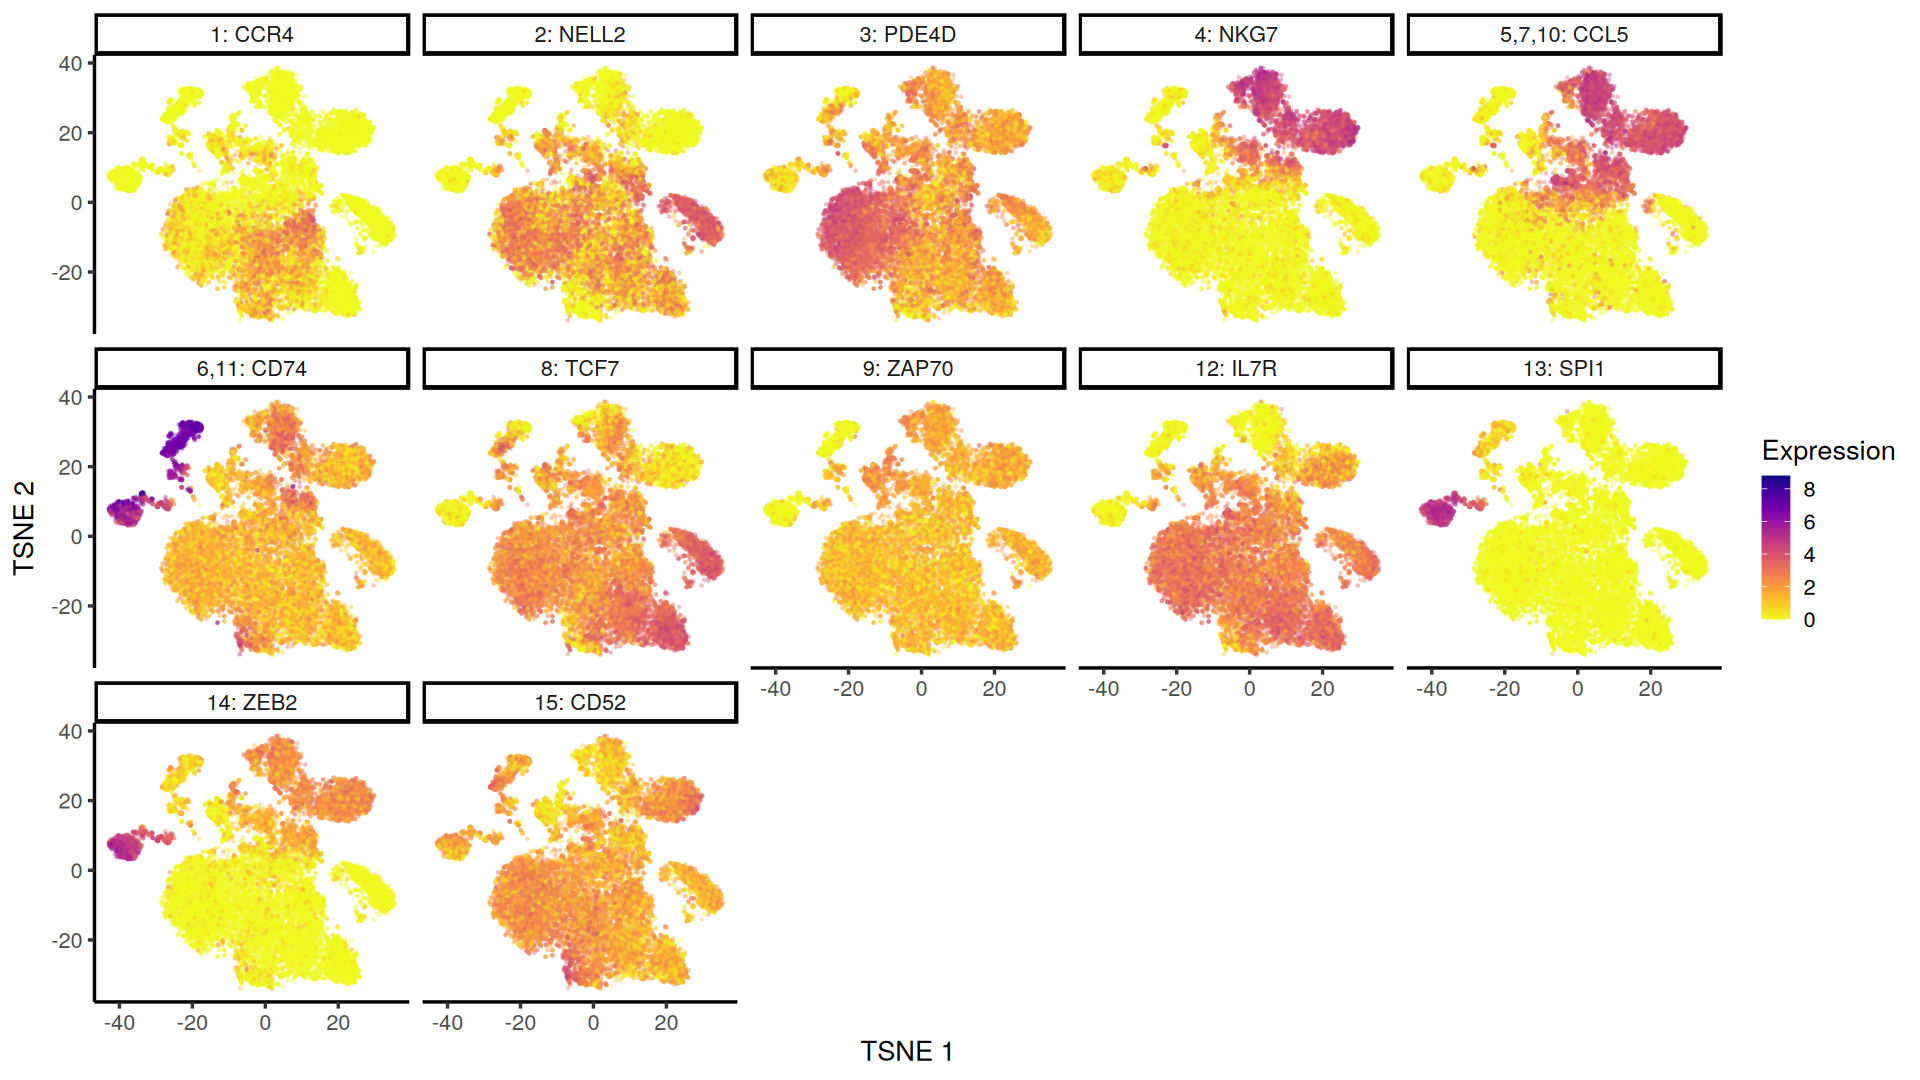 1: CCR4
2: NELL2
3: PDE4D
4: NKG7
5,7,10: CCL5
40
20
0
-20
6,11: CD74
8: TCF7
9: ZAP70
12: IL7R
13: SPI1
40
20
0
-20
-40 -20 0 20
-40 -20 0 20
-40 -20 0 20
14: ZEB2
15: CD52
40
20
0
-20
-40 -20 0 20
-40 -20 0 20
TSNE 1
TSNE 2
Expression
8
6
4
2
0